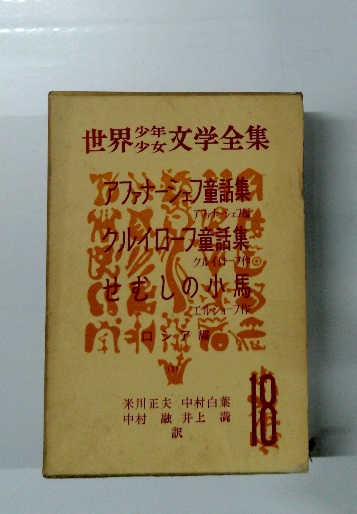 世界少年少女文学全集
アファナーシェフ童話集
アファナーシェフ編
クルイローフ童話集
クルイローフ作
せむしの小馬
エルショーフ作
ロシア編
(1)
米川正夫 中村白葉
中村 融 井上 満
訳
18